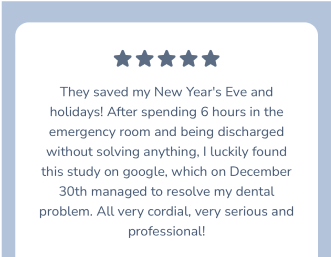 They saved my New Year's Eve and
holidays! After spending 6 hours in the
emergency room and being discharged
without solving anything, I luckily found
this study on google, which on December
30th managed to resolve my dental
problem. All very cordial, very serious and
professional!